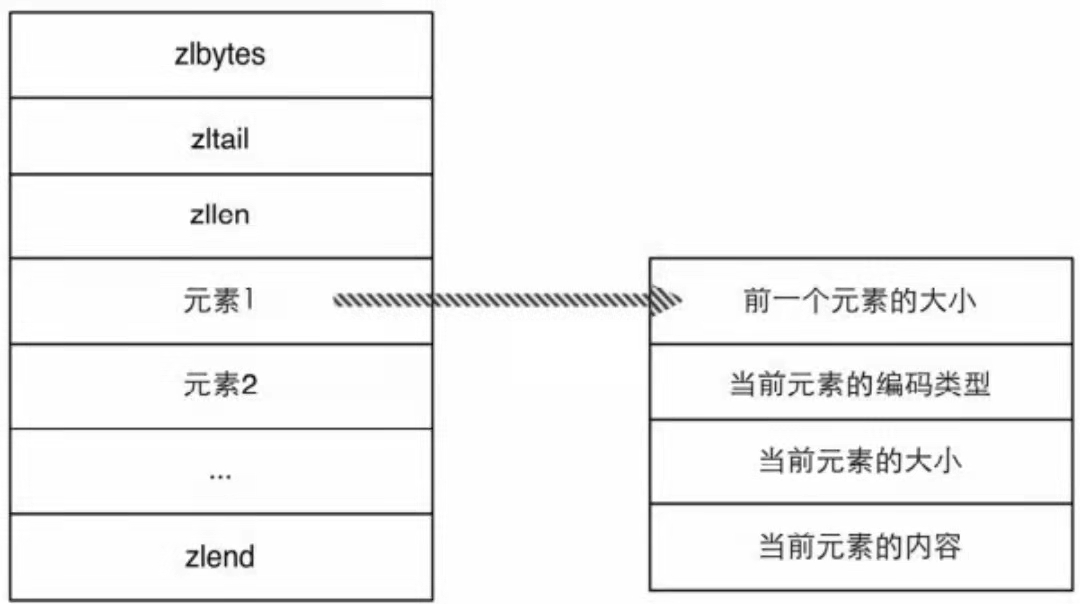 zlbytes
zltail
zllen
元素1
元素2
...
zlend
前一个元素的大小
当前元素的编码类型
当前元素的大小
当前元素的内容